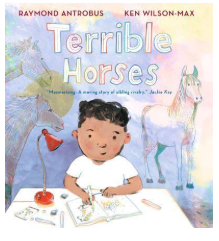 RAYMOND ANTROBUS KEN WILSON-MAX
Terrible
Horses
"Mesmerising. A moving story of sibling rivalry." Jackie Kay